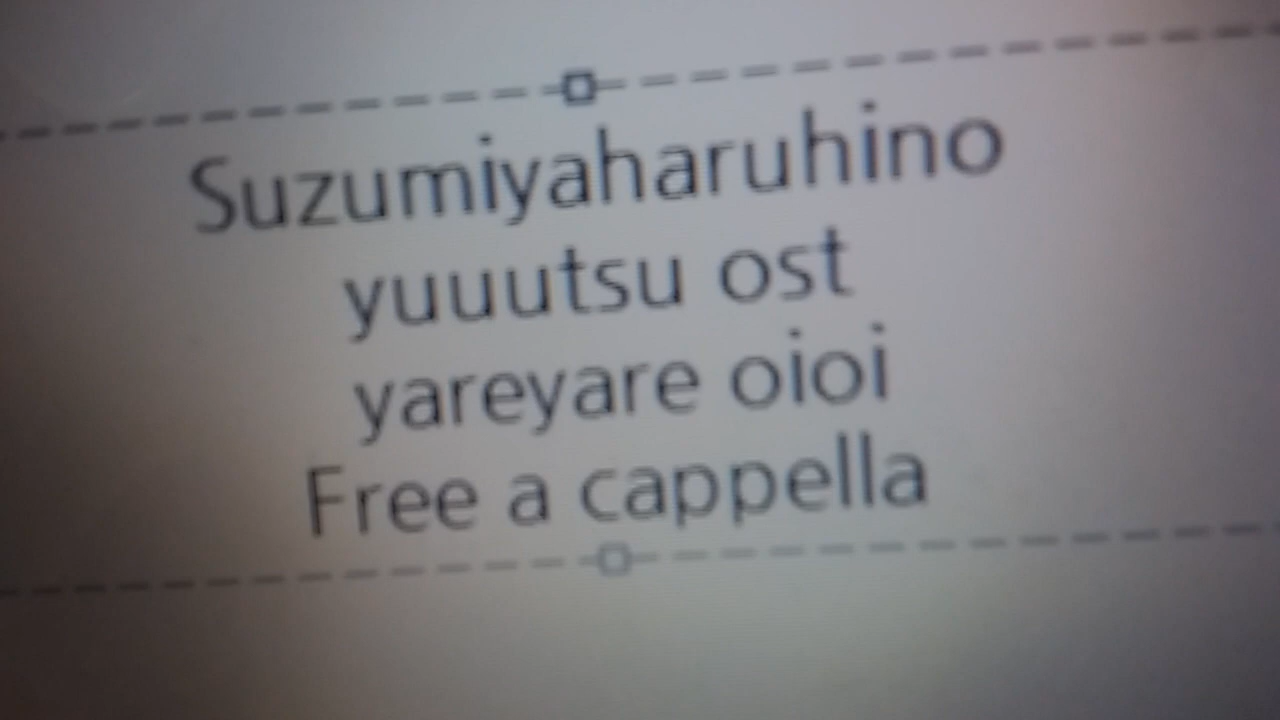 Suzumiyaharuhino
yuuutsu ost
yareyare oioi
Free a cappella